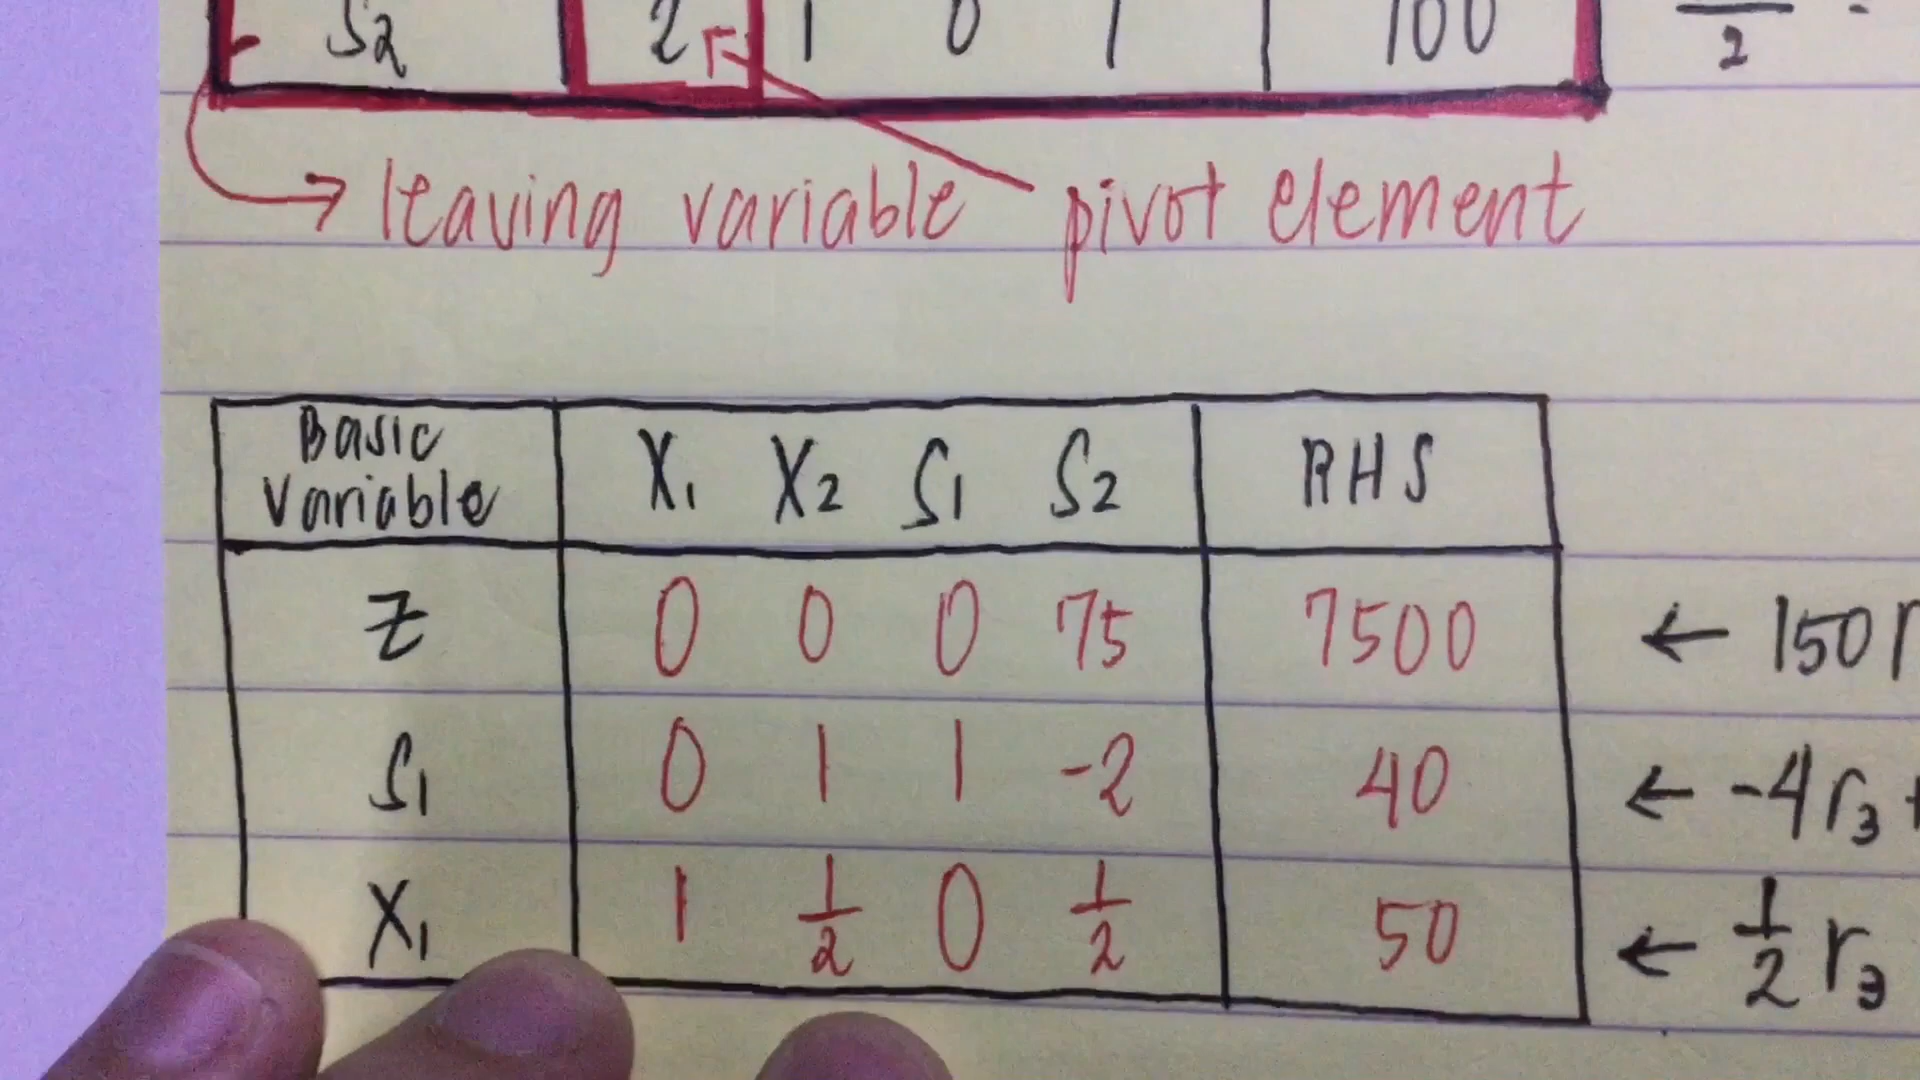 S2 2 1 0 1 100 2
leaving variable pivot element
Basic Variable X1 X2 S1 S2 RHS
Z 0 0 0 75 7500 ← 150r
S1 0 1 1 -2 40 ← -4r3 +
X1 1 1/2 0 1/2 50 ← 1/2 r3